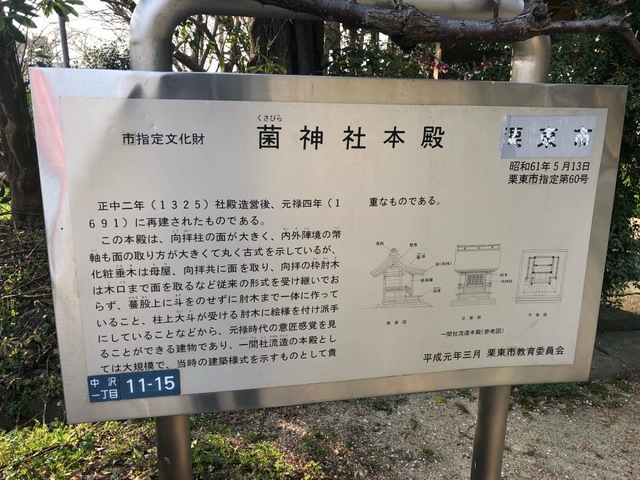 市指定文化財
くさびら
菌神社本殿
栗東市
昭和61年5月13日
栗東市指定第60号
正中二年（1325）社殿造営後、元禄四年（1
691）に再建されたものである。
この本殿は、向拝柱の面が大きく、内外陣境の幣
軸も面の取り方が大きくて丸く古式を示しているが、
化粧垂木は母屋、向拝共に面を取り、向拝の枠肘木
は木口まで面を取るなど従来の形式を受け継いでお
らず、蟇股上に斗をのせずに肘木まで一体に作って
いること、柱上大斗が受ける肘木に絵様を付け派手
にしていることなどから、元禄時代の意匠感覚を見
ることができる建物であり、一間社流造の本殿とし
ては大規模で、当時の建築様式を示すものとして貴
重なものである。
一間社流造本殿（参考図）
平成元年三月 栗東市教育委員会
中沢
一丁目
11-15